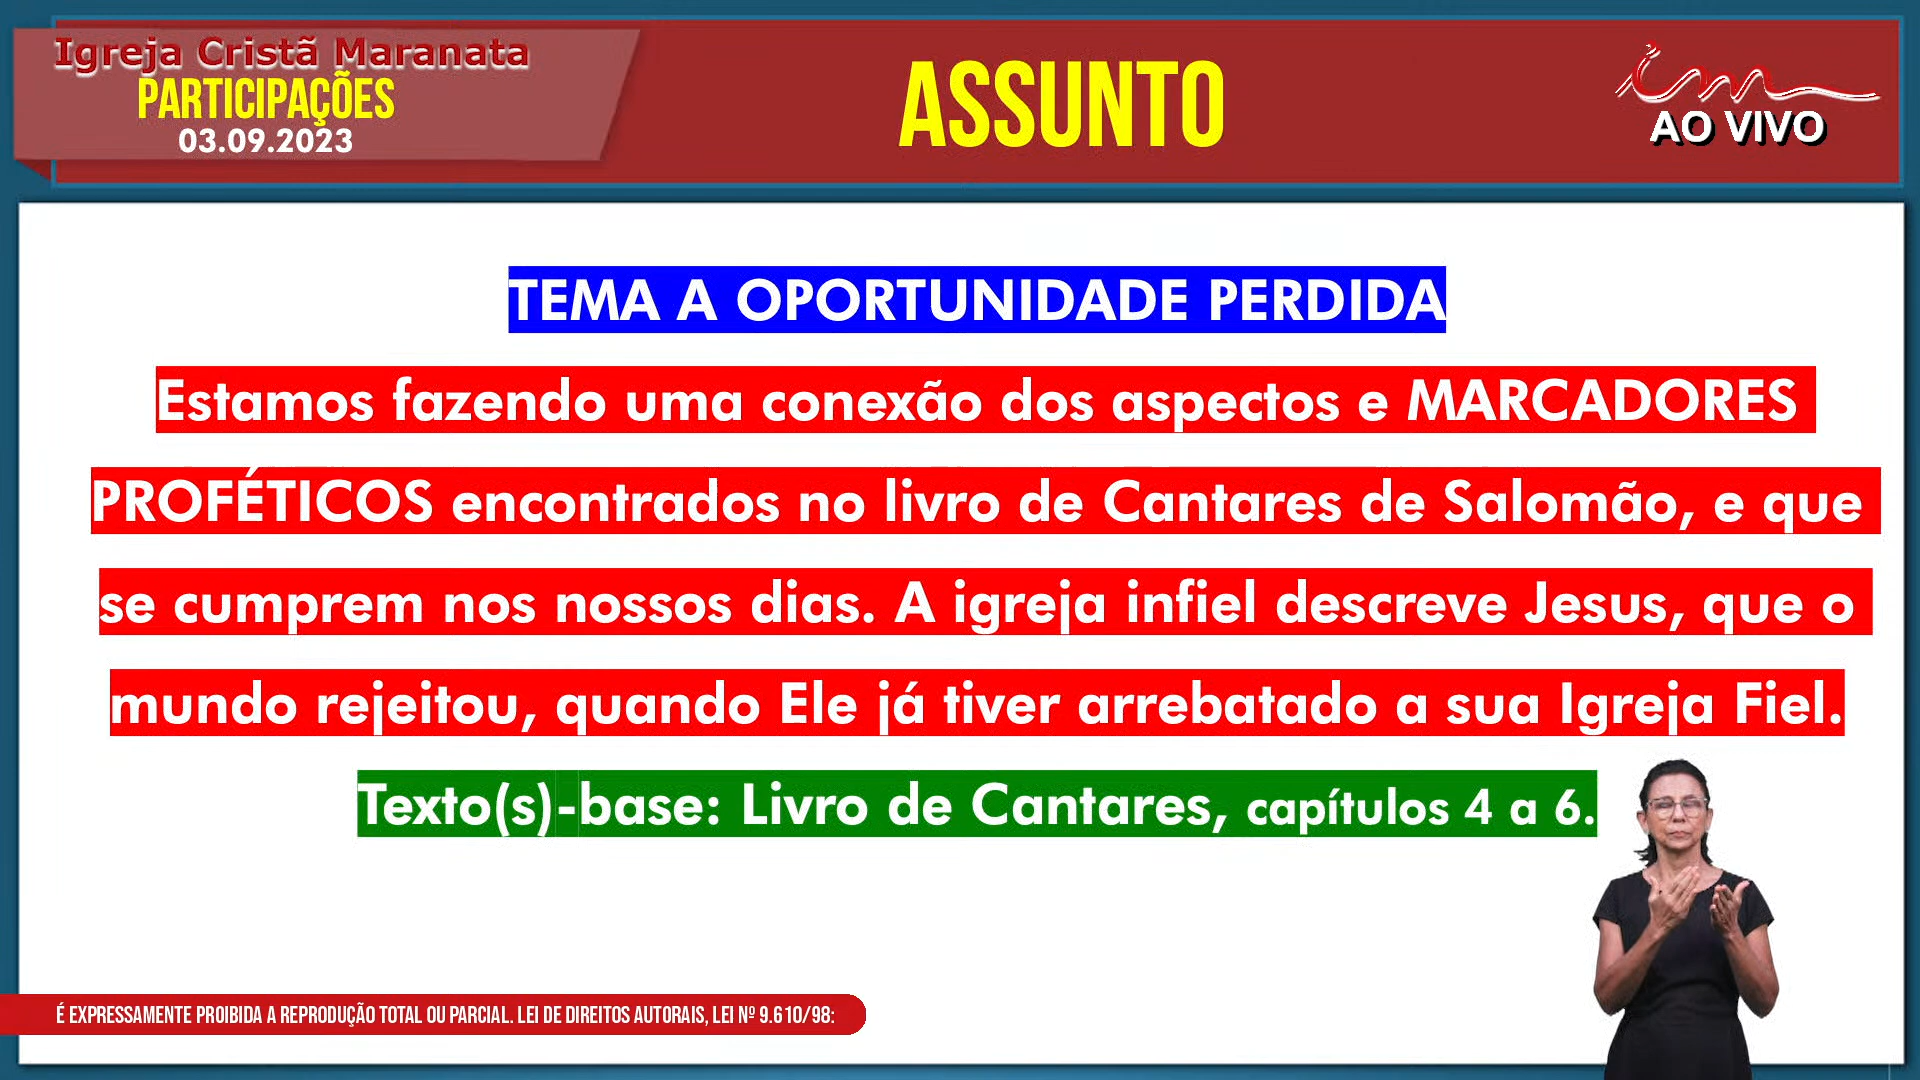 Igreja Cristã Maranata
PARTICIPAÇÕES
03.09.2023
ASSUNTO
im
AO VIVO
TEMA A OPORTUNIDADE PERDIDA
Estamos fazendo uma conexão dos aspectos e MARCADORES
PROFÉTICOS encontrados no livro de Cantares de Salomão, e que
se cumprem nos nossos dias. A igreja infiel descreve Jesus, que o
mundo rejeitou, quando Ele já tiver arrebatado a sua Igreja Fiel.
Texto(s)-base: Livro de Cantares, capítulos 4 a 6.
É EXPRESSAMENTE PROIBIDA A REPRODUÇÃO TOTAL OU PARCIAL. LEI DE DIREITOS AUTORAIS, LEI Nº 9.610/98: